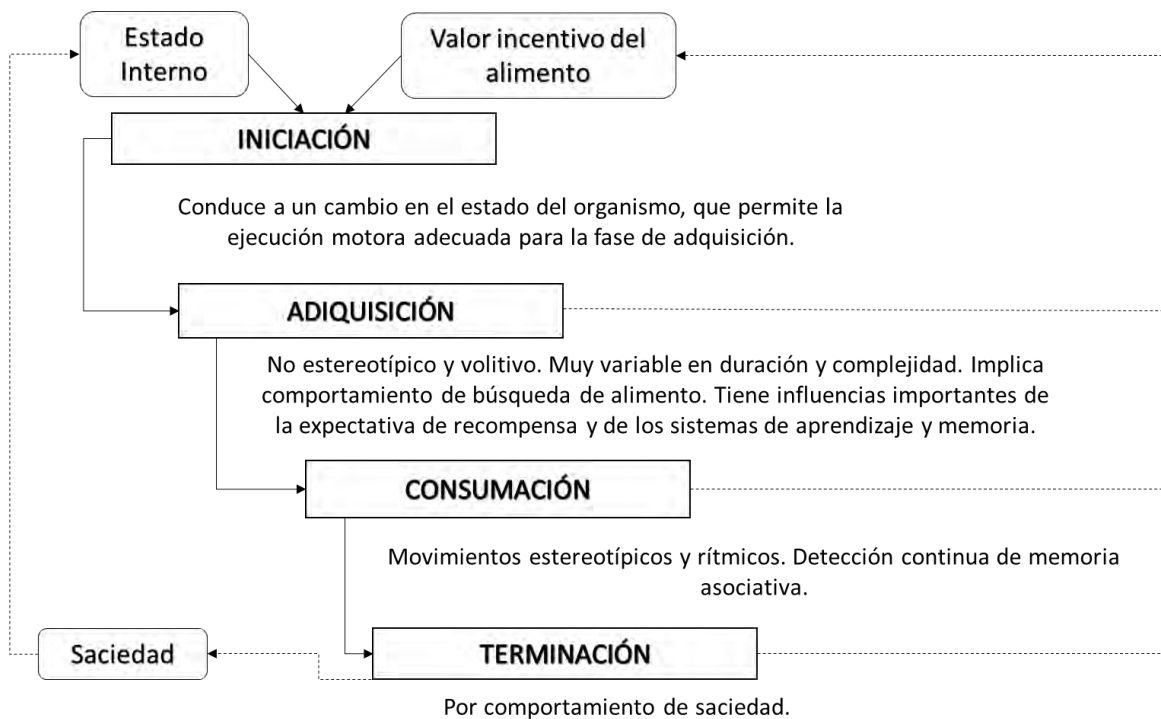 Estado
Interno
Valor incentivo del
alimento
INICIACIÓN
Conduce a un cambio en el estado del organismo, que permite la
ejecución motora adecuada para la fase de adquisición.
ADIQUISICIÓN
No estereotípico y volitivo. Muy variable en duración y complejidad. Implica
comportamiento de búsqueda de alimento. Tiene influencias importantes de
la expectativa de recompensa y de los sistemas de aprendizaje y memoria.
CONSUMACIÓN
Movimientos estereotípicos y rítmicos. Detección continua de memoria
asociativa.
Saciedad
TERMINACIÓN
Por comportamiento de saciedad.